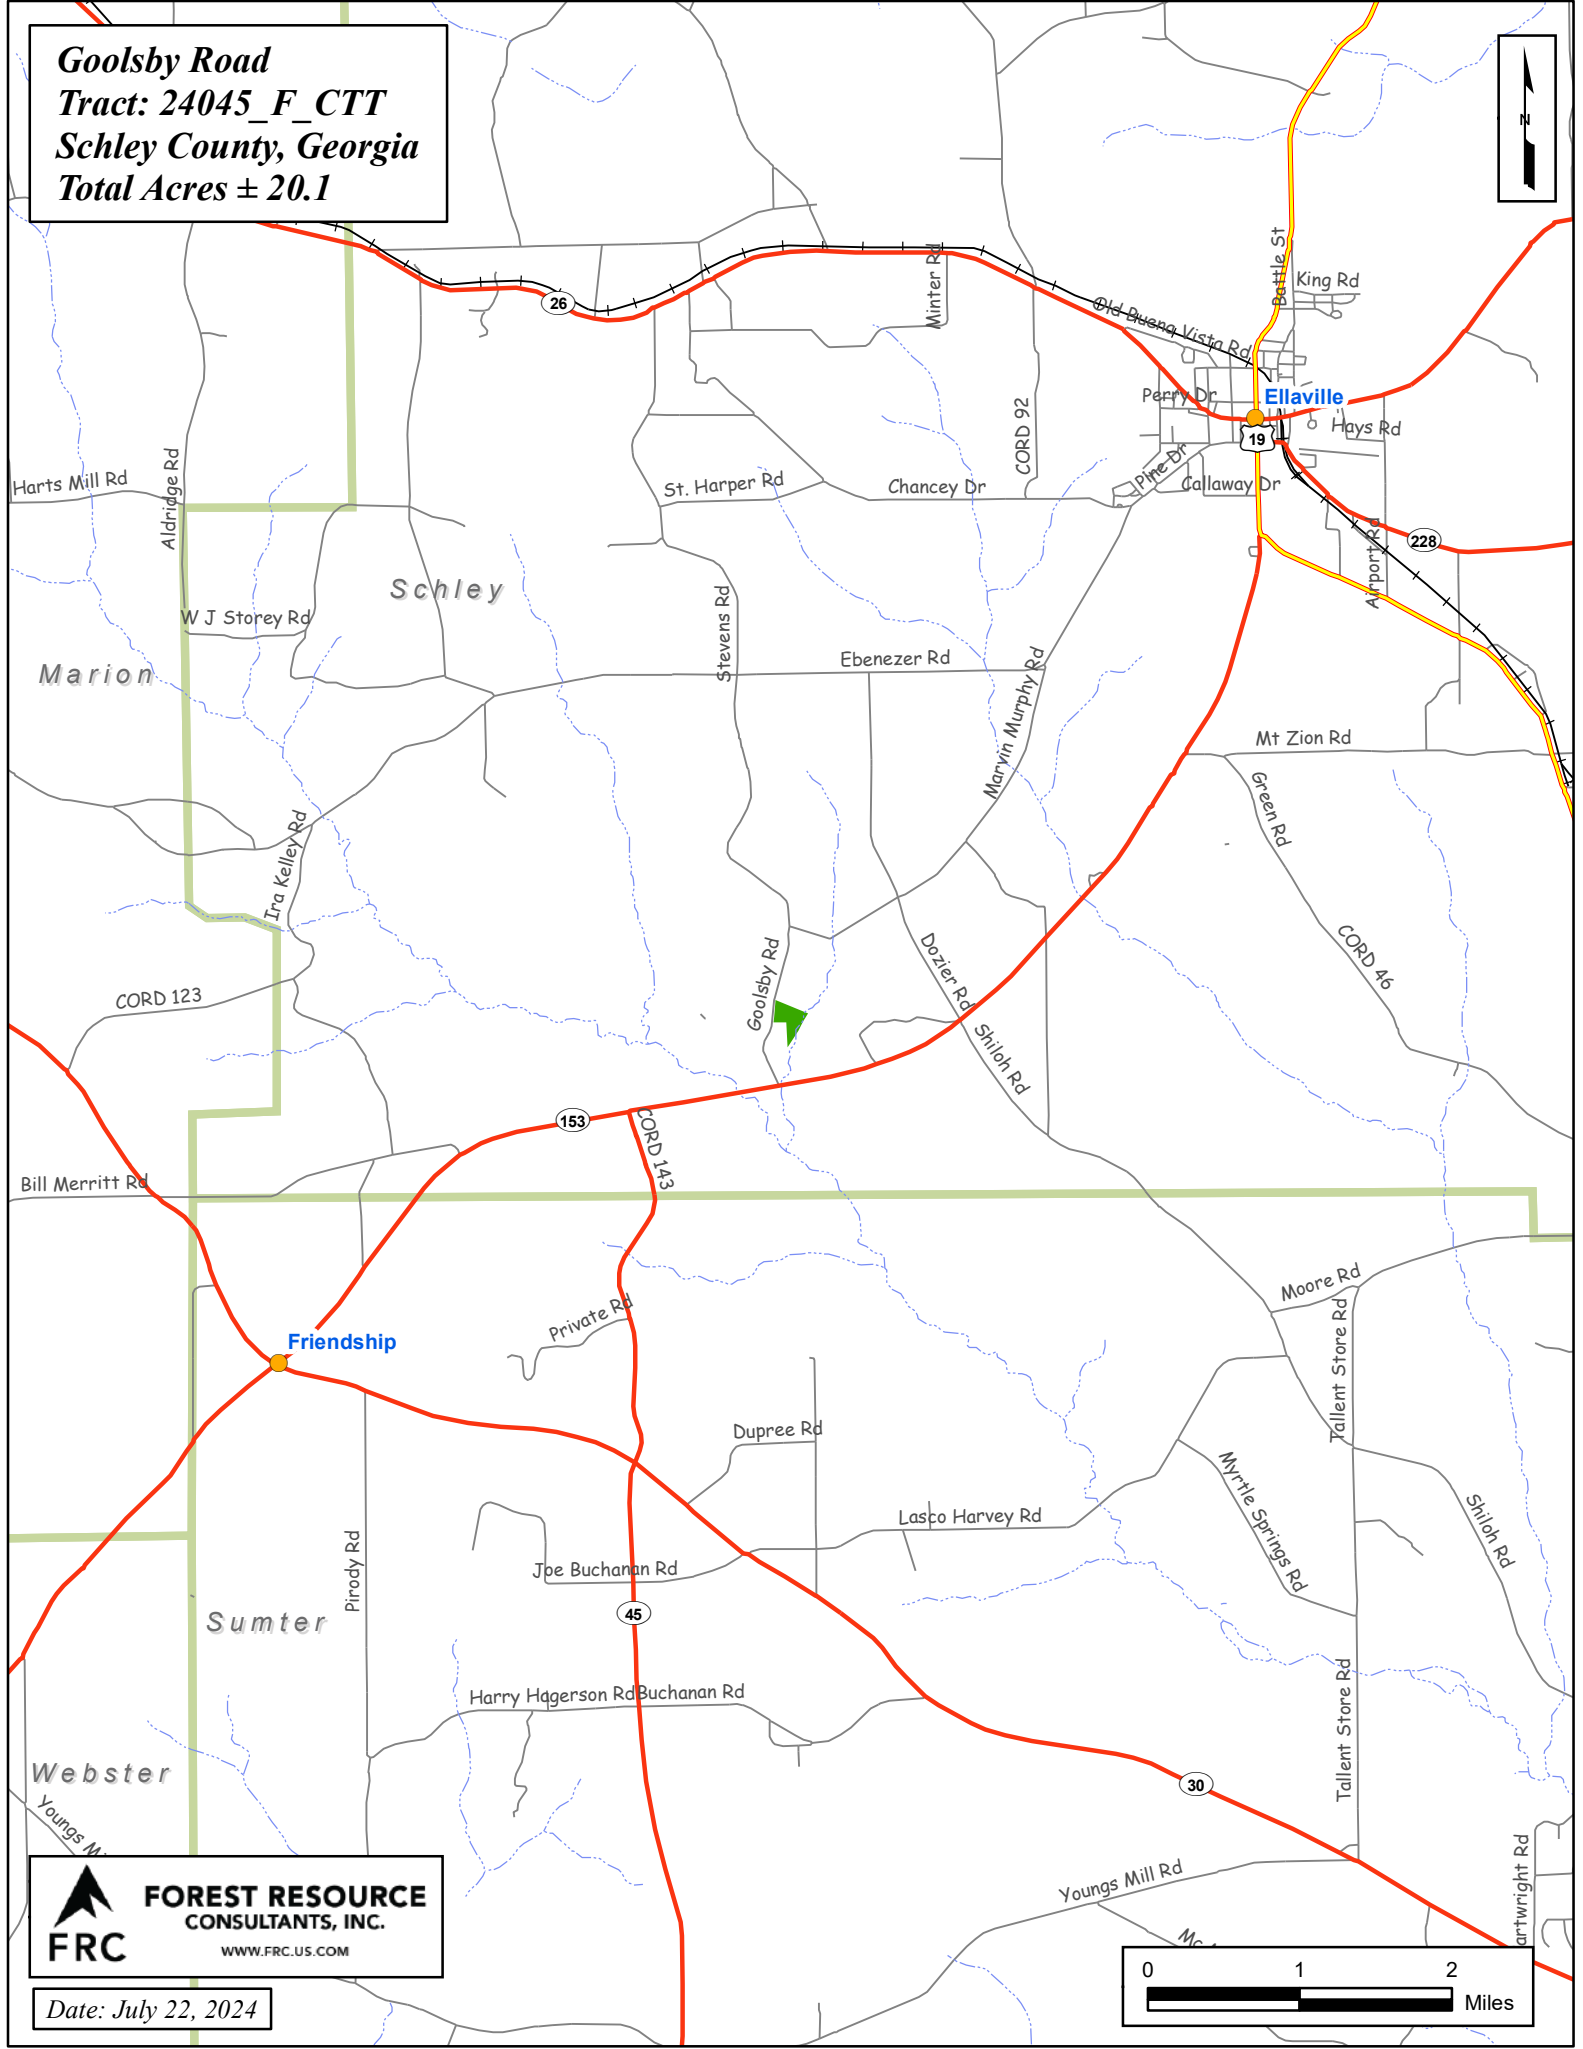 Goolsby Road
Tract: 24045_F_CTT
Schley County, Georgia
Total Acres ± 20.1
N
Battle St
King Rd
26
Minter Rd
Old Buena Vista Rd
Perry Dr
Ellaville
19
Hays Rd
CORD 92
Pine Dr
Callaway Dr
Harts Mill Rd
Aldridge Rd
St. Harper Rd
Chancey Dr
228
Airport Rd
Schley
W J Storey Rd
Stevens Rd
Marion
Ebenezer Rd
Marvin Murphy Rd
Mt Zion Rd
Green Rd
Ira Kelley Rd
CORD 46
Goolsby Rd
Dozier Rd
CORD 123
Shiloh Rd
153
CORD 143
Bill Merritt Rd
Moore Rd
Private Rd
Tallent Store Rd
Friendship
Dupree Rd
Myrtle Springs Rd
Lasco Harvey Rd
Shiloh Rd
Pirody Rd
Joe Buchanan Rd
45
Sumter
Harry Hagerson Rd
Buchanan Rd
Tallent Store Rd
Webster
30
Youngs Mi
Youngs Mill Rd
artwright Rd
FRC
FOREST RESOURCE
CONSULTANTS, INC.
WWW.FRC.US.COM
Date: July 22, 2024
0 1 2
Miles